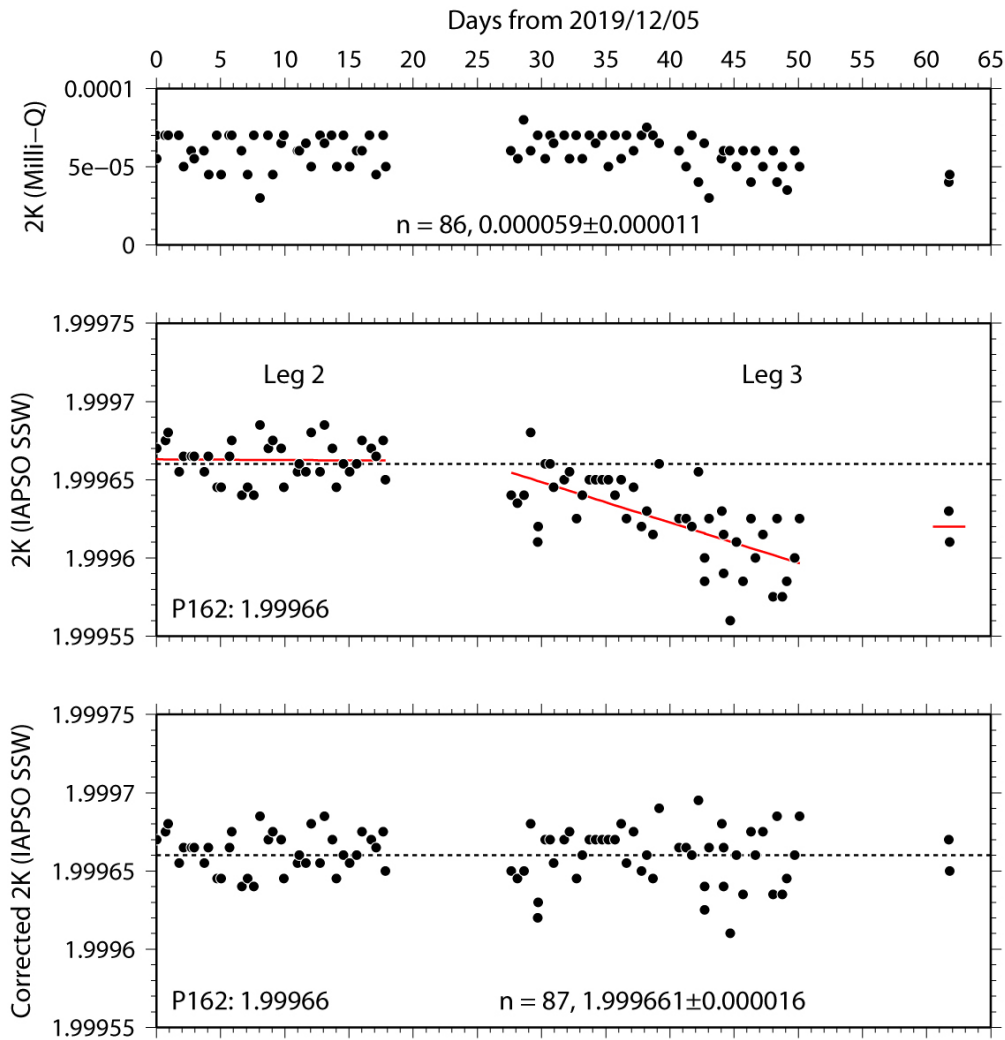 Days from 2019/12/05
0 5 10 15 20 25 30 35 40 45 50 55 60 65
2K (Milli−Q)
0.0001
5e−05
0
n = 86, 0.000059±0.000011
2K (IAPSO SSW)
1.99975
1.9997
1.99965
1.9996
1.99955
Leg 2
Leg 3
P162: 1.99966
Corrected 2K (IAPSO SSW)
1.99975
1.9997
1.99965
1.9996
1.99955
P162: 1.99966
n = 87, 1.999661±0.000016